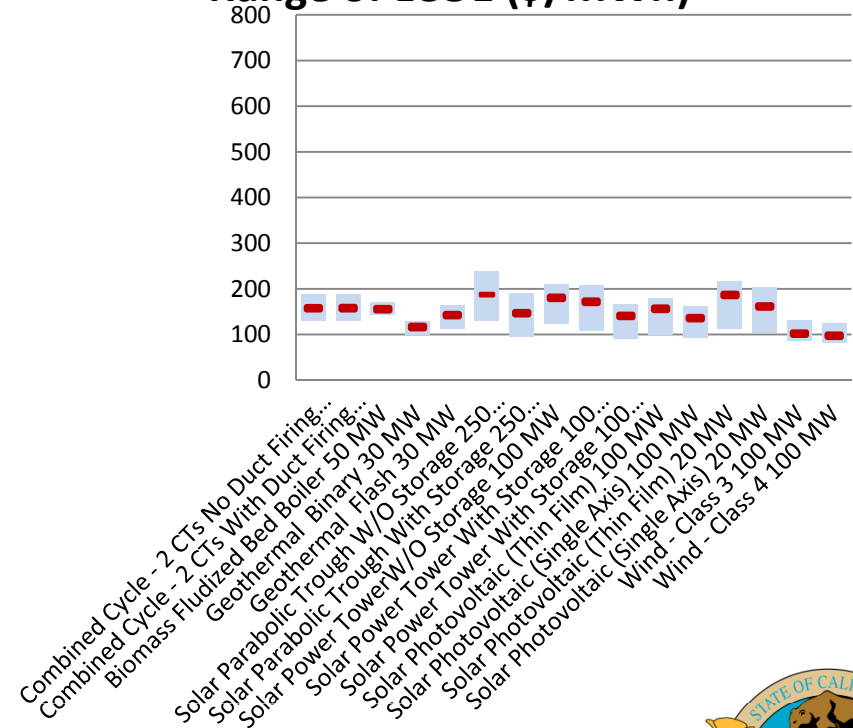 800
700
600
500
400
300
200
100
0
Combined Cycle - 2 CTs No Duct Firing...
Combined Cycle - 2 CTs With Duct Firing...
Biomass Fludized Bed Boiler 50 MW
Geothermal Binary 30 MW
Geothermal Flash 30 MW
Solar Parabolic Trough W/O Storage 250...
Solar Parabolic Trough With Storage 250...
Solar Power TowerW/O Storage 100 MW
Solar Power Tower With Storage 100...
Solar Power Tower With Storage 100...
Solar Photovoltaic (Thin Film) 100 MW
Solar Photovoltaic (Single Axis) 100 MW
Solar Photovoltaic (Thin Film) 20 MW
Solar Photovoltaic (Single Axis) 20 MW
Wind - Class 3 100 MW
Wind - Class 4 100 MW
STATE OF CALI